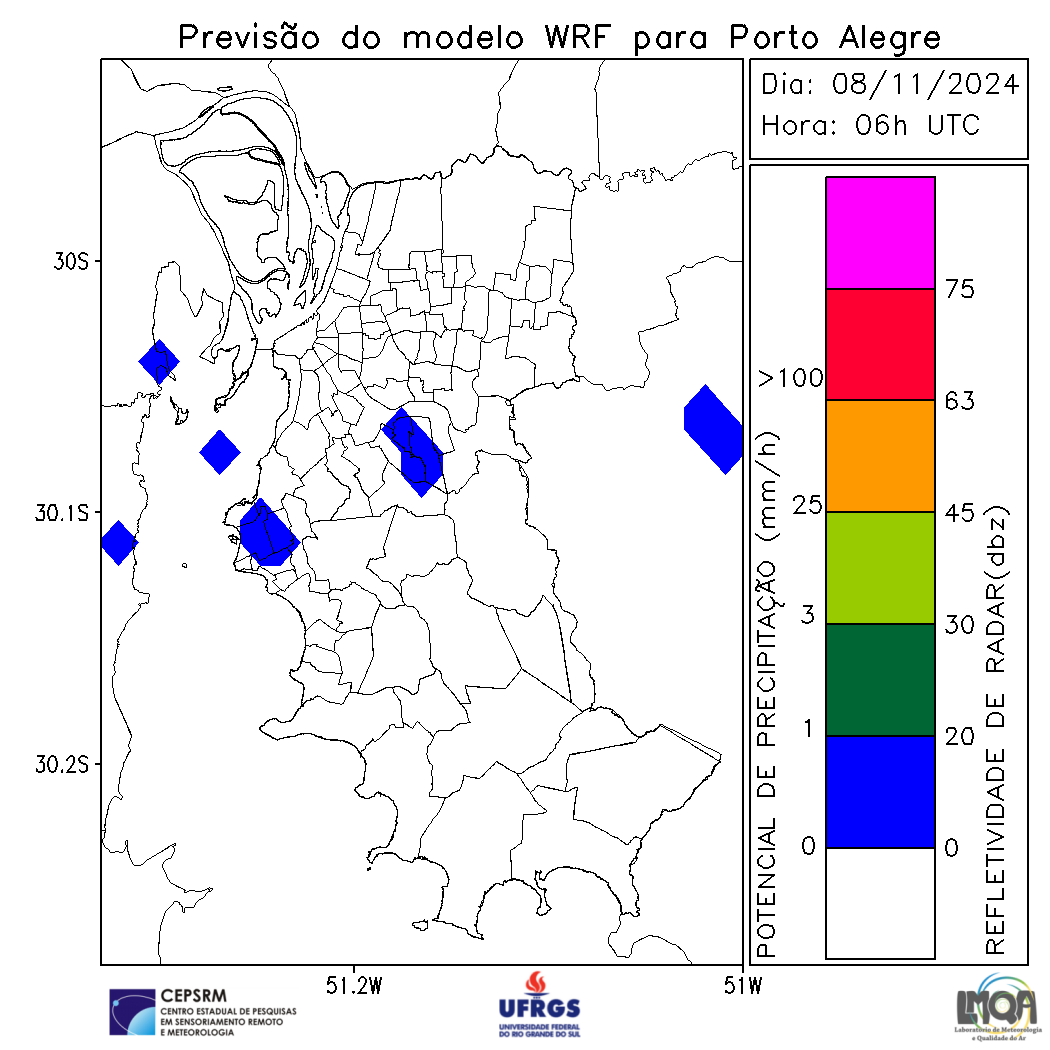 Previsão do modelo WRF para Porto Alegre
Dia: 08/11/2024
Hora: 06h UTC
30S
30.1S
30.2S
51.2W
51W
POTENCIAL DE PRECIPITAÇÃO (mm/h)
>100
25
3
1
0
75
63
45
30
20
0
REFLETIVIDADE DE RADAR(dbz)
CEPSRM
CENTRO ESTADUAL DE PESQUISAS
EM SENSORIAMENTO REMOTO
E METEOROLOGIA
UFRGS
UNIVERSIDADE FEDERAL
DO RIO GRANDE DO SUL
LMQA
Laboratório de Meteorologia
e Qualidade do Ar